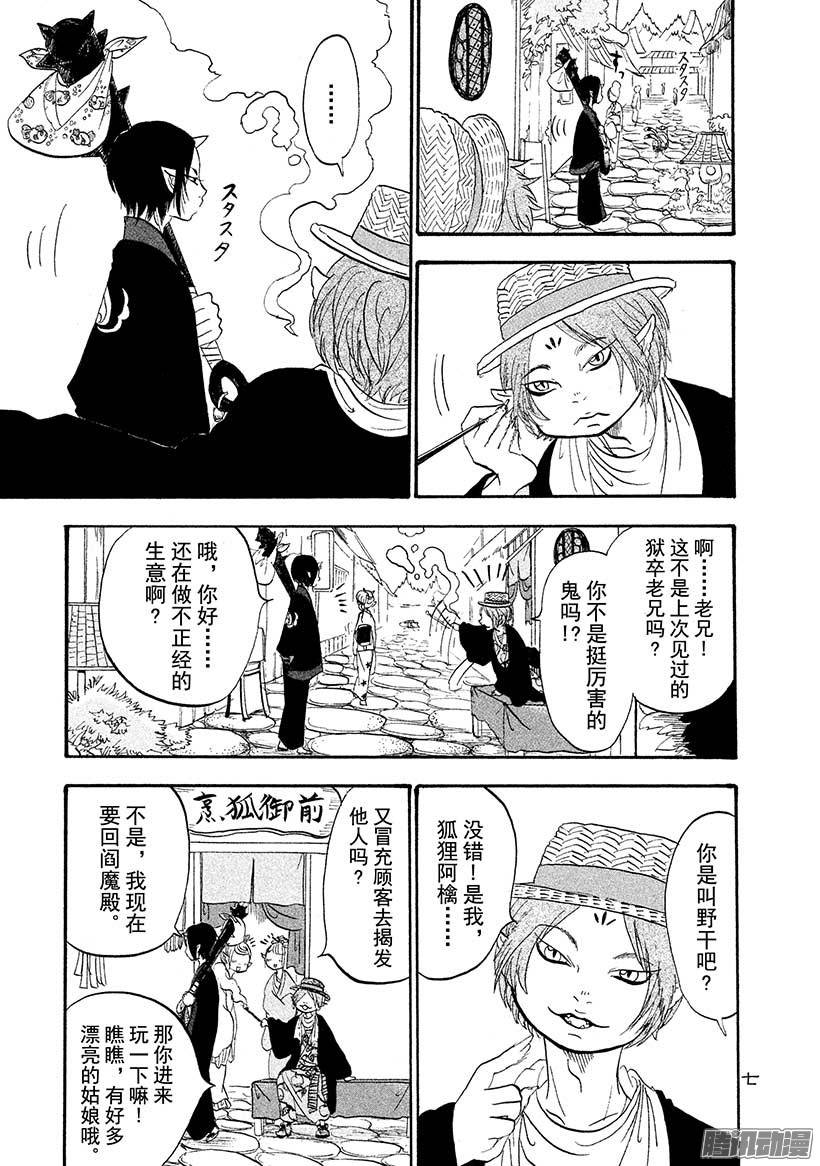 スタスタ
……
スタスタ
啊……老兄！
这不是上次见过的
狱卒老兄吗？
你不是挺厉害的
鬼吗!？
哦，你好……
还在做不正经的
生意啊？
你是叫野干吧？
没错！是我，
狐狸阿檎……
又冒充顾客去揭发
他人吗？
狐御前
不是，我现在
要回阎魔殿。
那你进来
玩一下嘛！
瞧瞧，有好多
漂亮的姑娘哦。
七
腾讯动漫